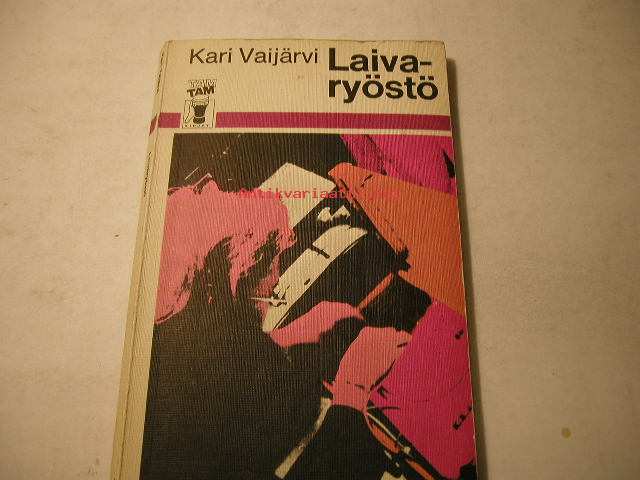 Kari Vaijärvi
Laiva-
ryöstö
TAM
TAM